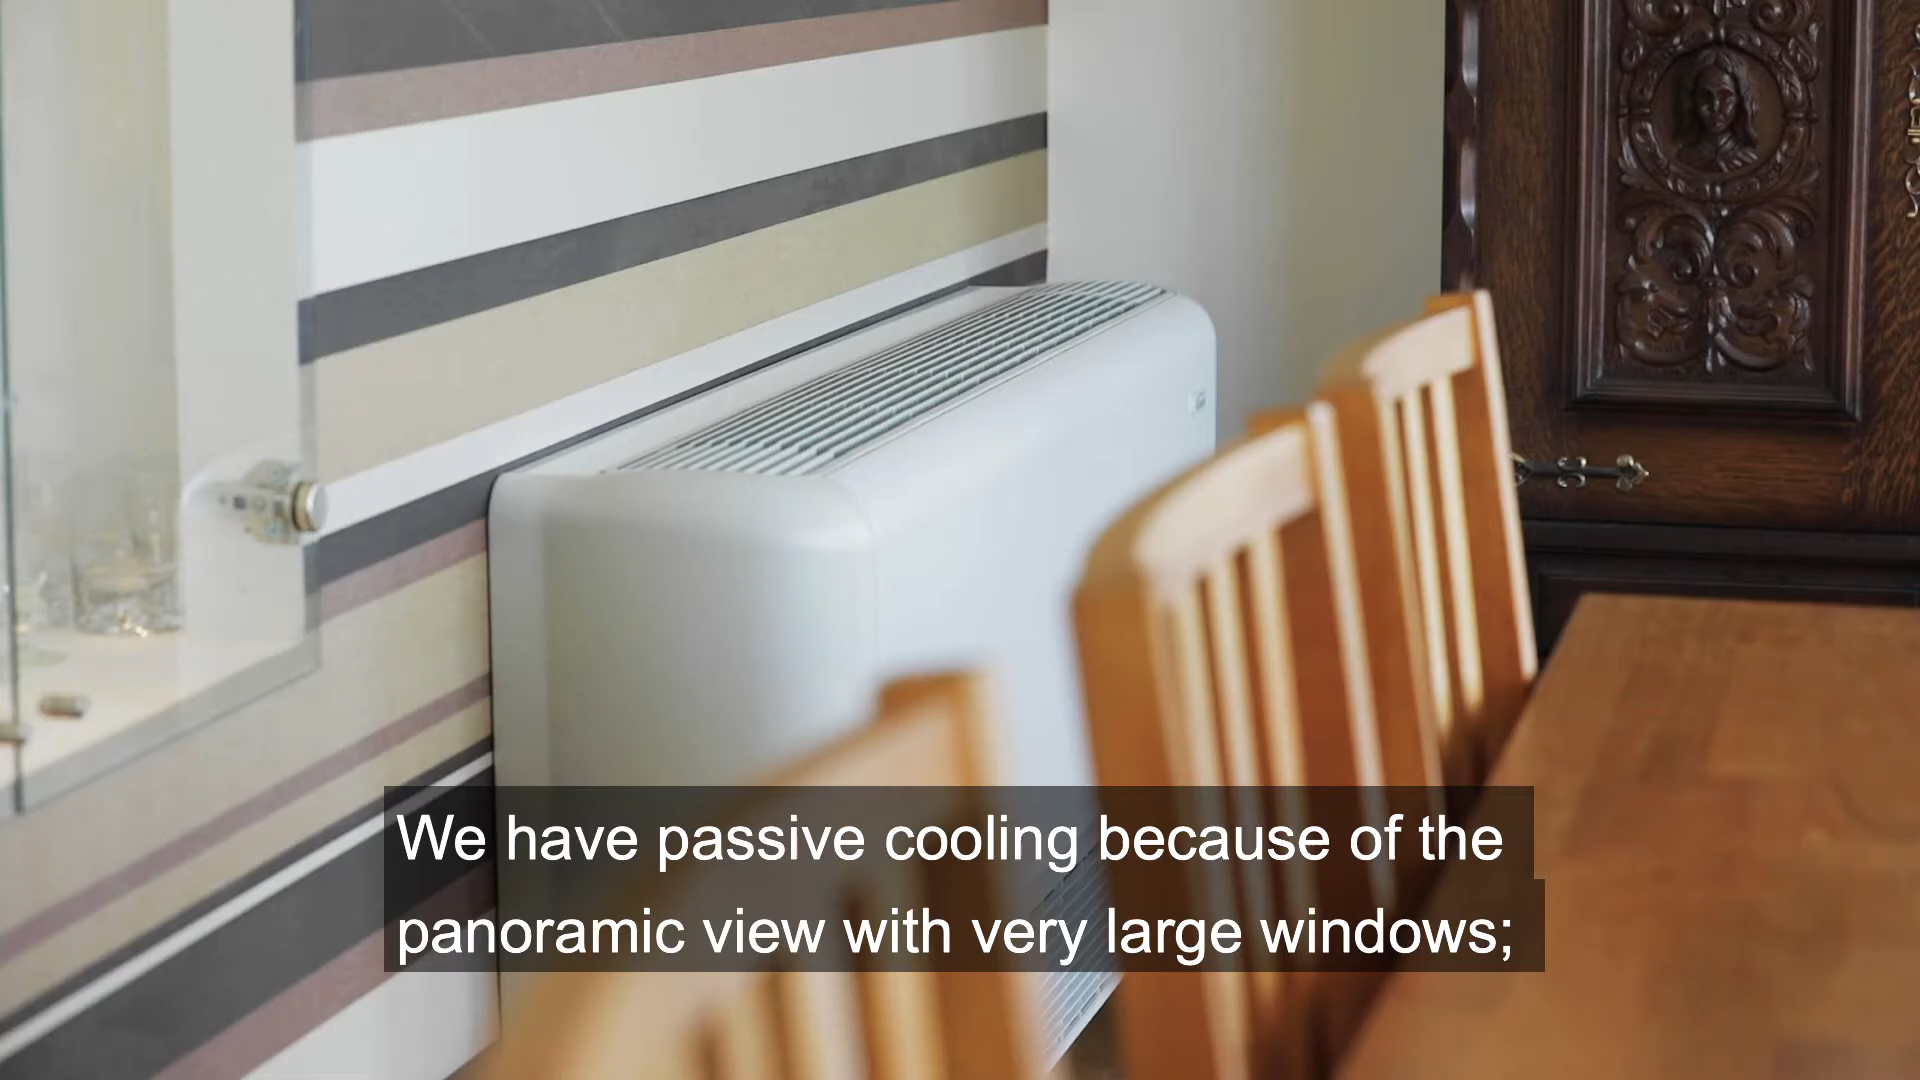 We have passive cooling because of the
panoramic view with very large windows;